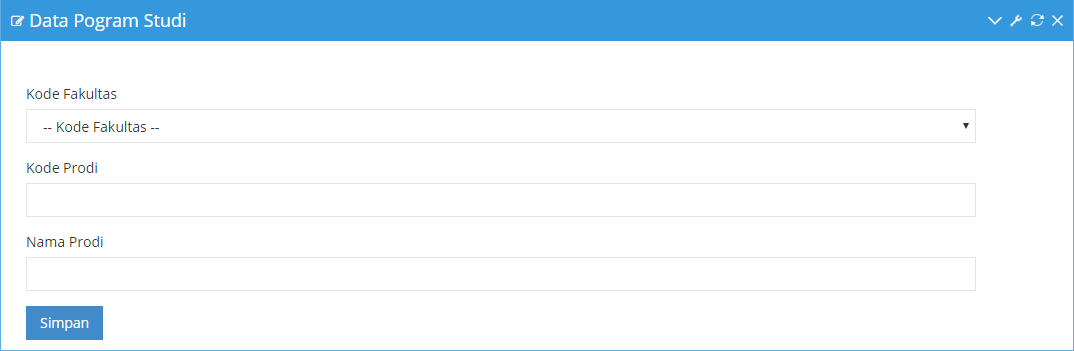 Data Pogram Studi
Kode Fakultas
-- Kode Fakultas --
Kode Prodi
Nama Prodi
Simpan